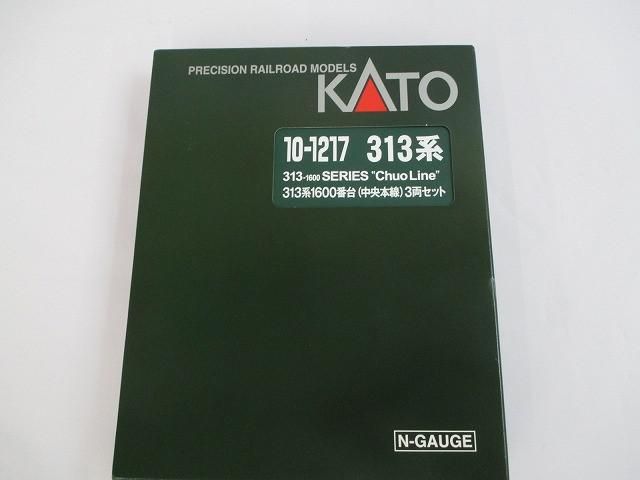 PRECISION RAILROAD MODELS
KATO
10-1217 313系
313-1600 SERIES "Chuo Line"
313系1600番台(中央本線)3両セット
N-GAUGE